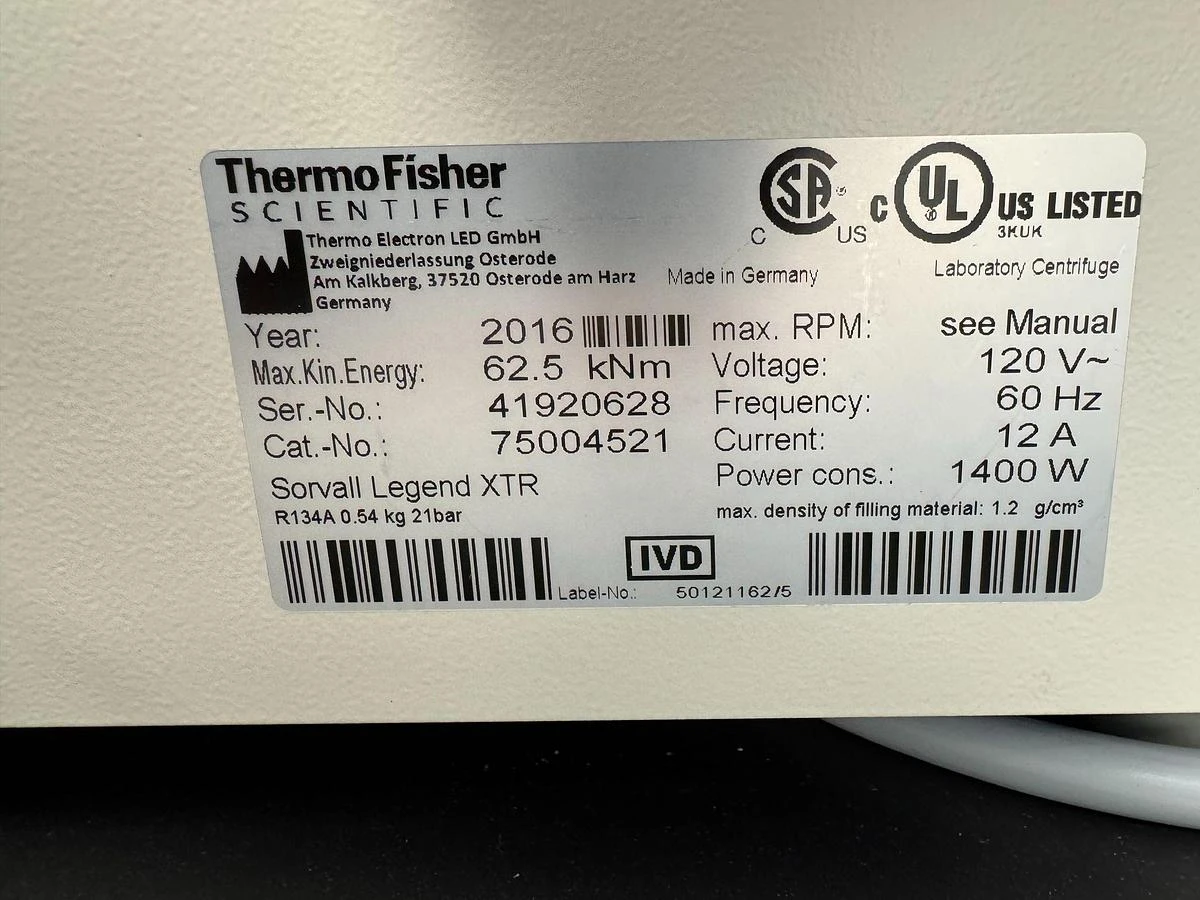 ThermoFisher
SCIENTIFIC
Thermo Electron LED GmbH
Zweigniederlassung Osterode
Am Kalkberg, 37520 Osterode am Harz
Germany
Made in Germany
SA
C US
C UL US LISTED
3KUK
Laboratory Centrifuge
Year: 2016
Max.Kin.Energy: 62.5 kNm
Ser.-No.: 41920628
Cat.-No.: 75004521
Sorvall Legend XTR
R134A 0.54 kg 21bar
max. RPM: see Manual
Voltage: 120 V~
Frequency: 60 Hz
Current: 12 A
Power cons.: 1400 W
max. density of filling material: 1.2 g/cm³
IVD
Label-No.: 50121162/5